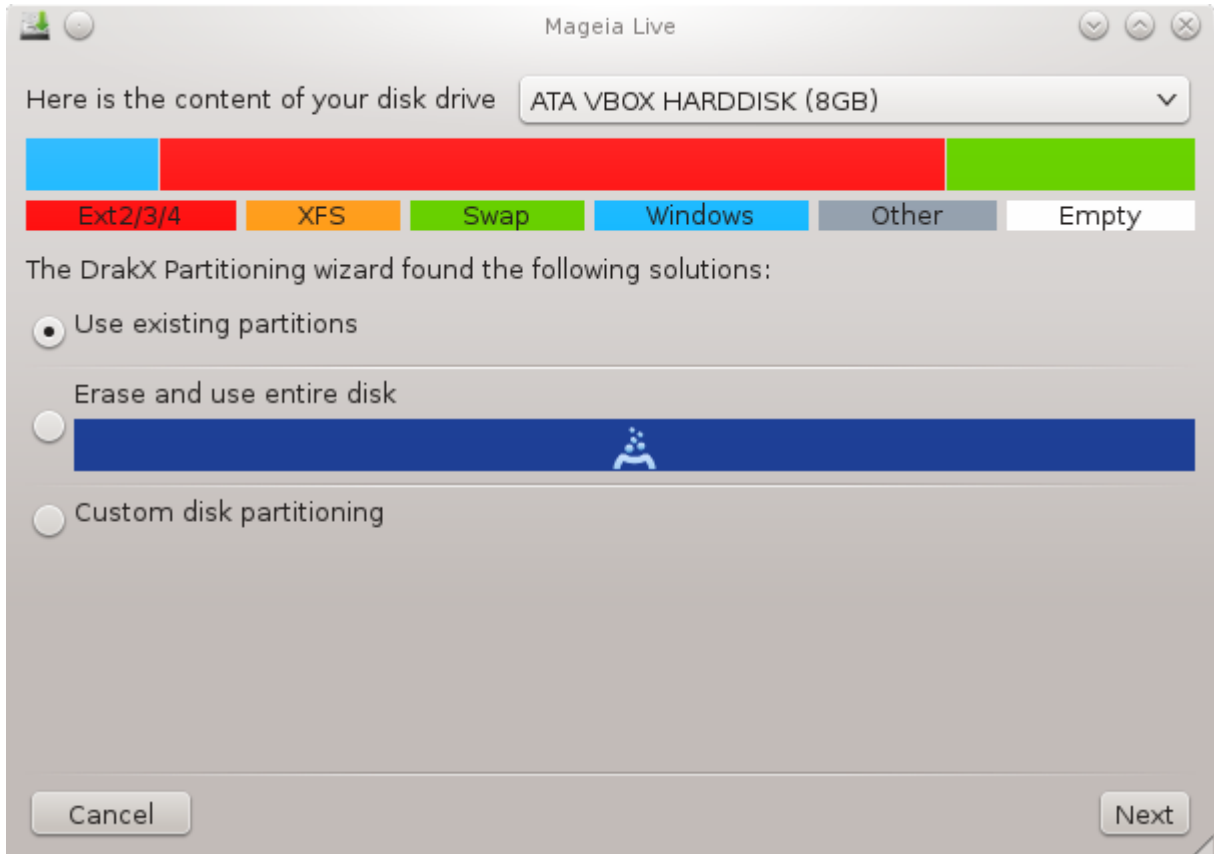 Mageia Live
Here is the content of your disk drive ATA VBOX HARDDISK (8GB)
Ext2/3/4 XFS Swap Windows Other Empty
The DrakX Partitioning wizard found the following solutions:
Use existing partitions
Erase and use entire disk
Custom disk partitioning
Cancel Next